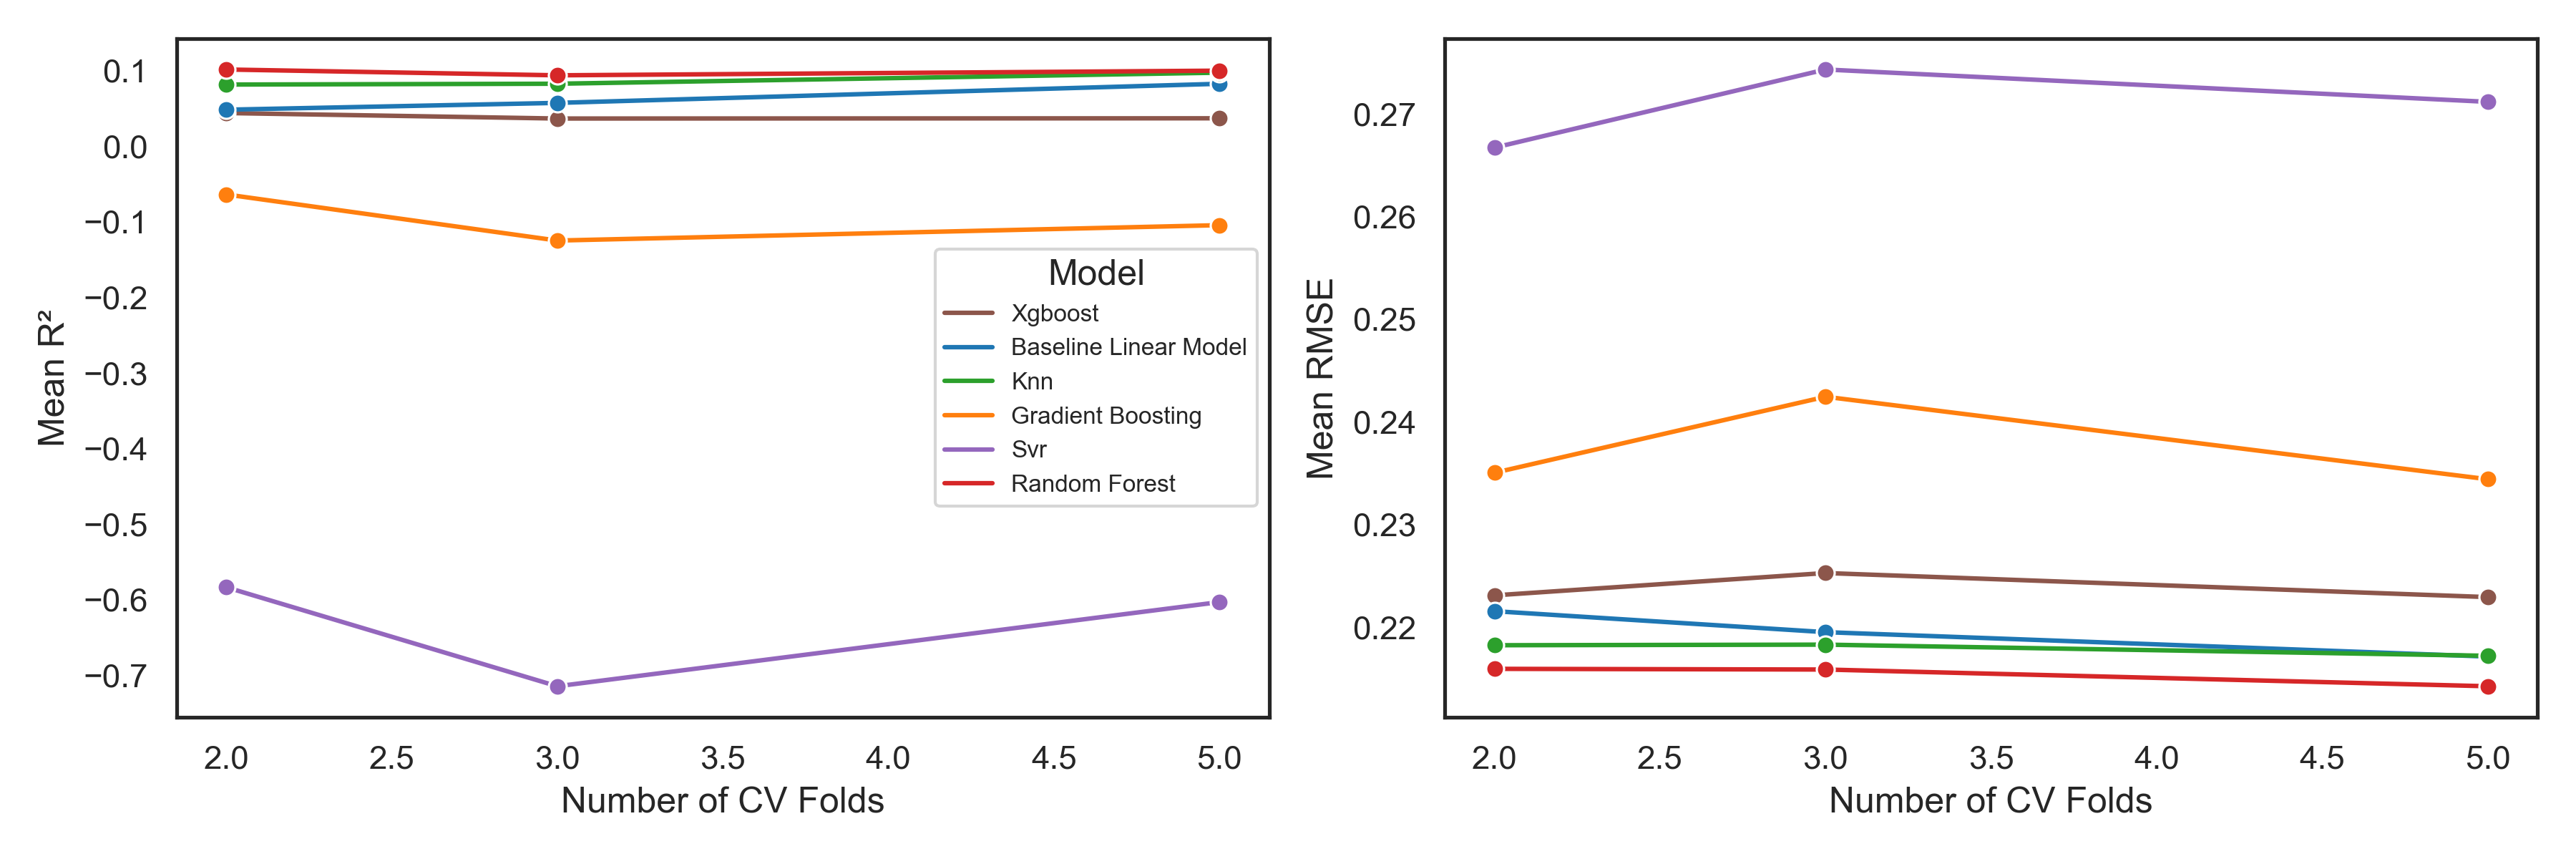 Mean R²
0.1
0.0
−0.1
−0.2
−0.3
−0.4
−0.5
−0.6
−0.7
Model
Xgboost
Baseline Linear Model
Knn
Gradient Boosting
Svr
Random Forest
2.0 2.5 3.0 3.5 4.0 4.5 5.0
Number of CV Folds
Mean RMSE
0.27
0.26
0.25
0.24
0.23
0.22
2.0 2.5 3.0 3.5 4.0 4.5 5.0
Number of CV Folds